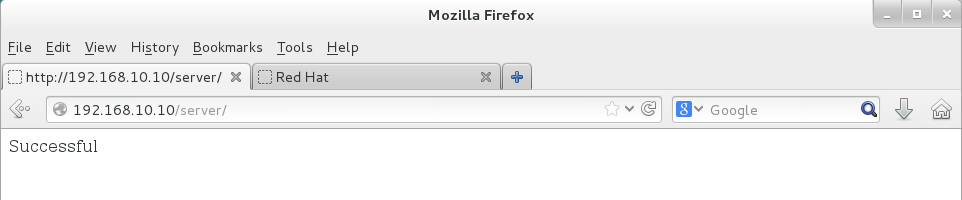 Mozilla Firefox
File Edit View History Bookmarks Tools Help
http://192.168.10.10/server/ Red Hat
192.168.10.10/server/ Google
Successful